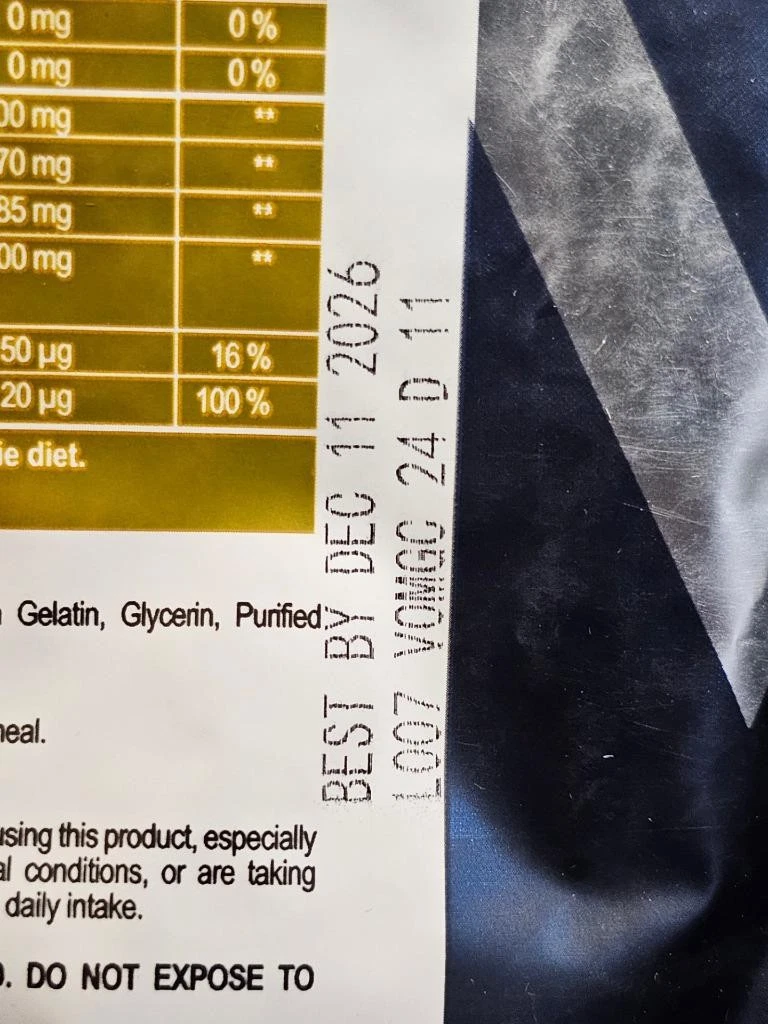 0 mg 0 %
0 mg 0 %
00 mg **
70 mg **
85 mg **
00 mg **
50 µg 16 %
20 µg 100 %
ie diet.
Gelatin, Glycerin, Purified
neal.
using this product, especially
al conditions, or are taking
daily intake.
. DO NOT EXPOSE TO
BEST BY DEC 11 2026
L007 VOMGC 24 D 11